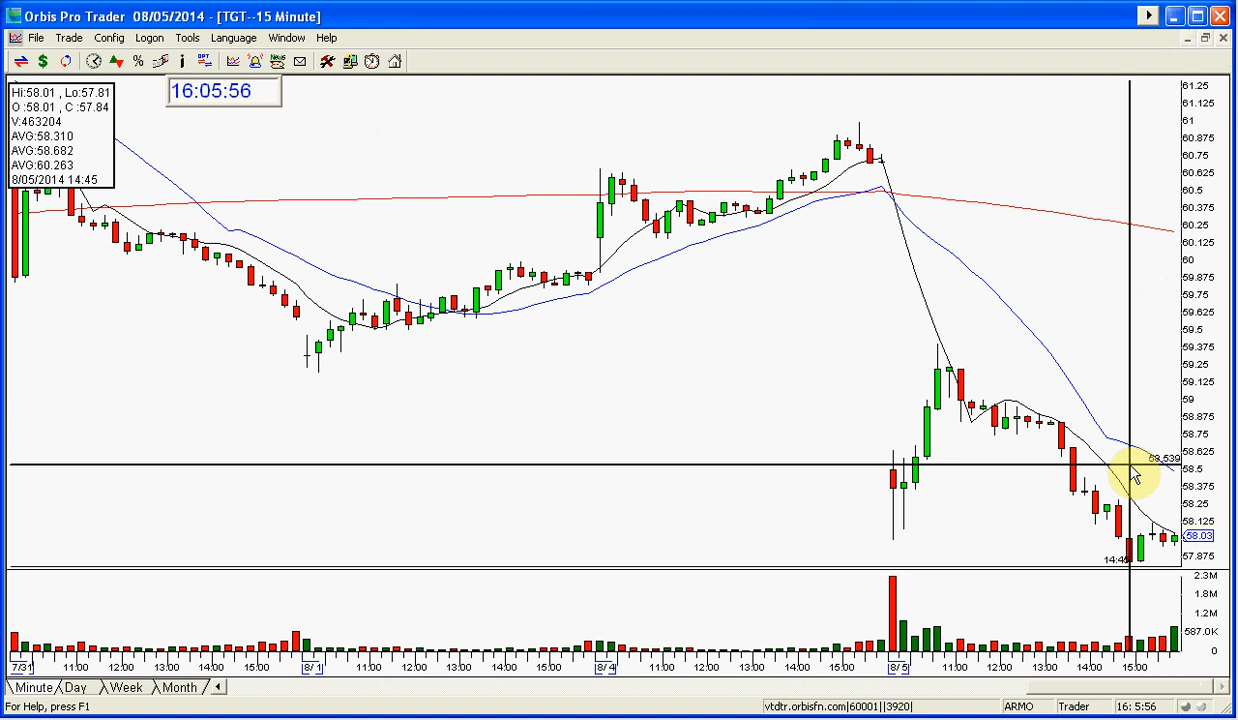 Orbis Pro Trader 08/05/2014 - [TGT--15 Minute]
File Trade Config Logon Tools Language Window Help
16:05:56
Hi:58.01 , Lo:57.81
O :58.01 , C :57.84
V:463204
AVG:58.310
AVG:58.682
AVG:60.263
8/05/2014 14:45
61.25
61.125
61
60.875
60.75
60.625
60.5
60.375
60.25
60.125
60
59.875
59.75
59.625
59.5
59.375
59.25
59.125
59
58.875
58.75
58.625
58.539
58.5
58.375
58.25
58.125
58.03
57.875
14:45
2.3M
1.8M
1.2M
587.0K
0
7/31 11:00 12:00 13:00 14:00 15:00 8/ 1 11:00 12:00 13:00 14:00 15:00 8/ 4 11:00 12:00 13:00 14:00 15:00 8/ 5 11:00 12:00 13:00 14:00 15:00
Minute Day Week Month
For Help, press F1 vtdtr.orbisfn.com|60001||3920| ARMO Trader 16: 5:56